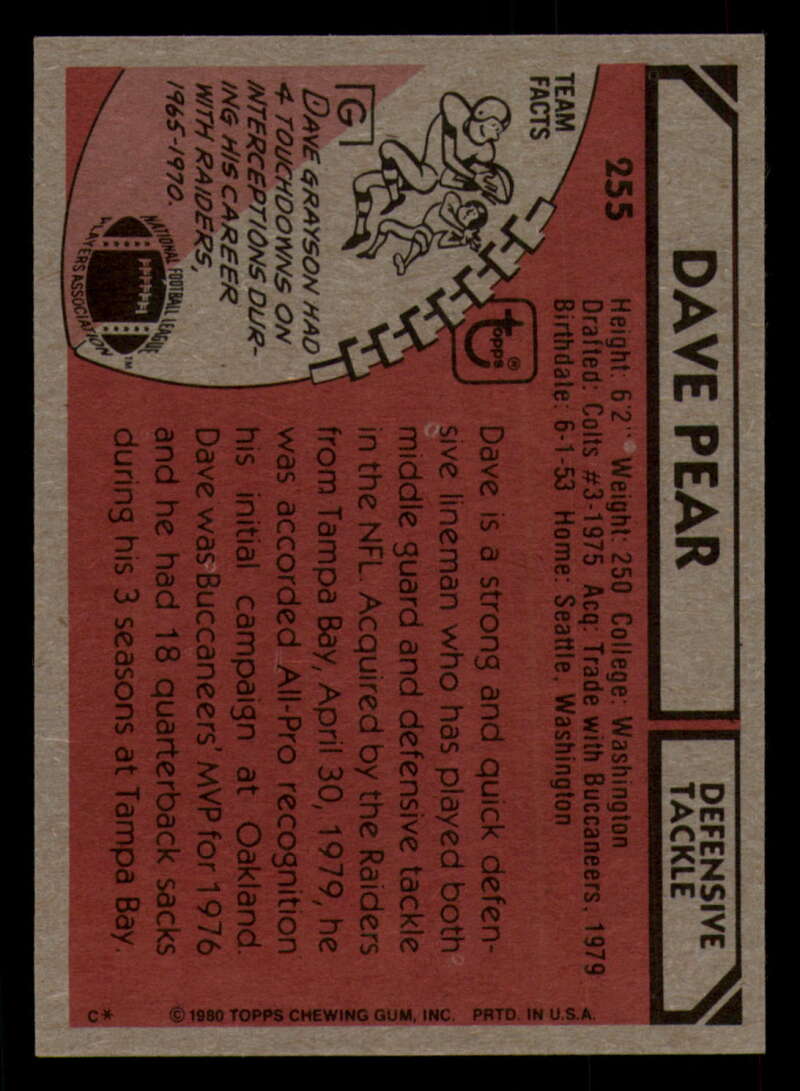 DAVE PEAR
DEFENSIVE
TACKLE
255
Height: 6'2" Weight: 250 College: Washington
Drafted: Colts #3-1975 Acq: Trade with Buccaneers, 1979
Birthdate: 6-1-53 Home: Seattle, Washington
TEAM
FACTS
G
DAVE GRAYSON HAD
4 TOUCHDOWNS ON
INTERCEPTIONS DUR-
ING HIS CAREER
WITH RAIDERS,
1965-1970.
NATIONAL FOOTBALL LEAGUE
PLAYERS ASSOCIATION
TM
topps®
Dave is a strong and quick defen-
sive lineman who has played both
middle guard and defensive tackle
in the NFL. Acquired by the Raiders
from Tampa Bay, April 30, 1979, he
was accorded All-Pro recognition
his initial campaign at Oakland.
Dave was Buccaneers' MVP for 1976
and he had 18 quarterback sacks
during his 3 seasons at Tampa Bay.
C* © 1980 TOPPS CHEWING GUM, INC. PRTD. IN U.S.A.